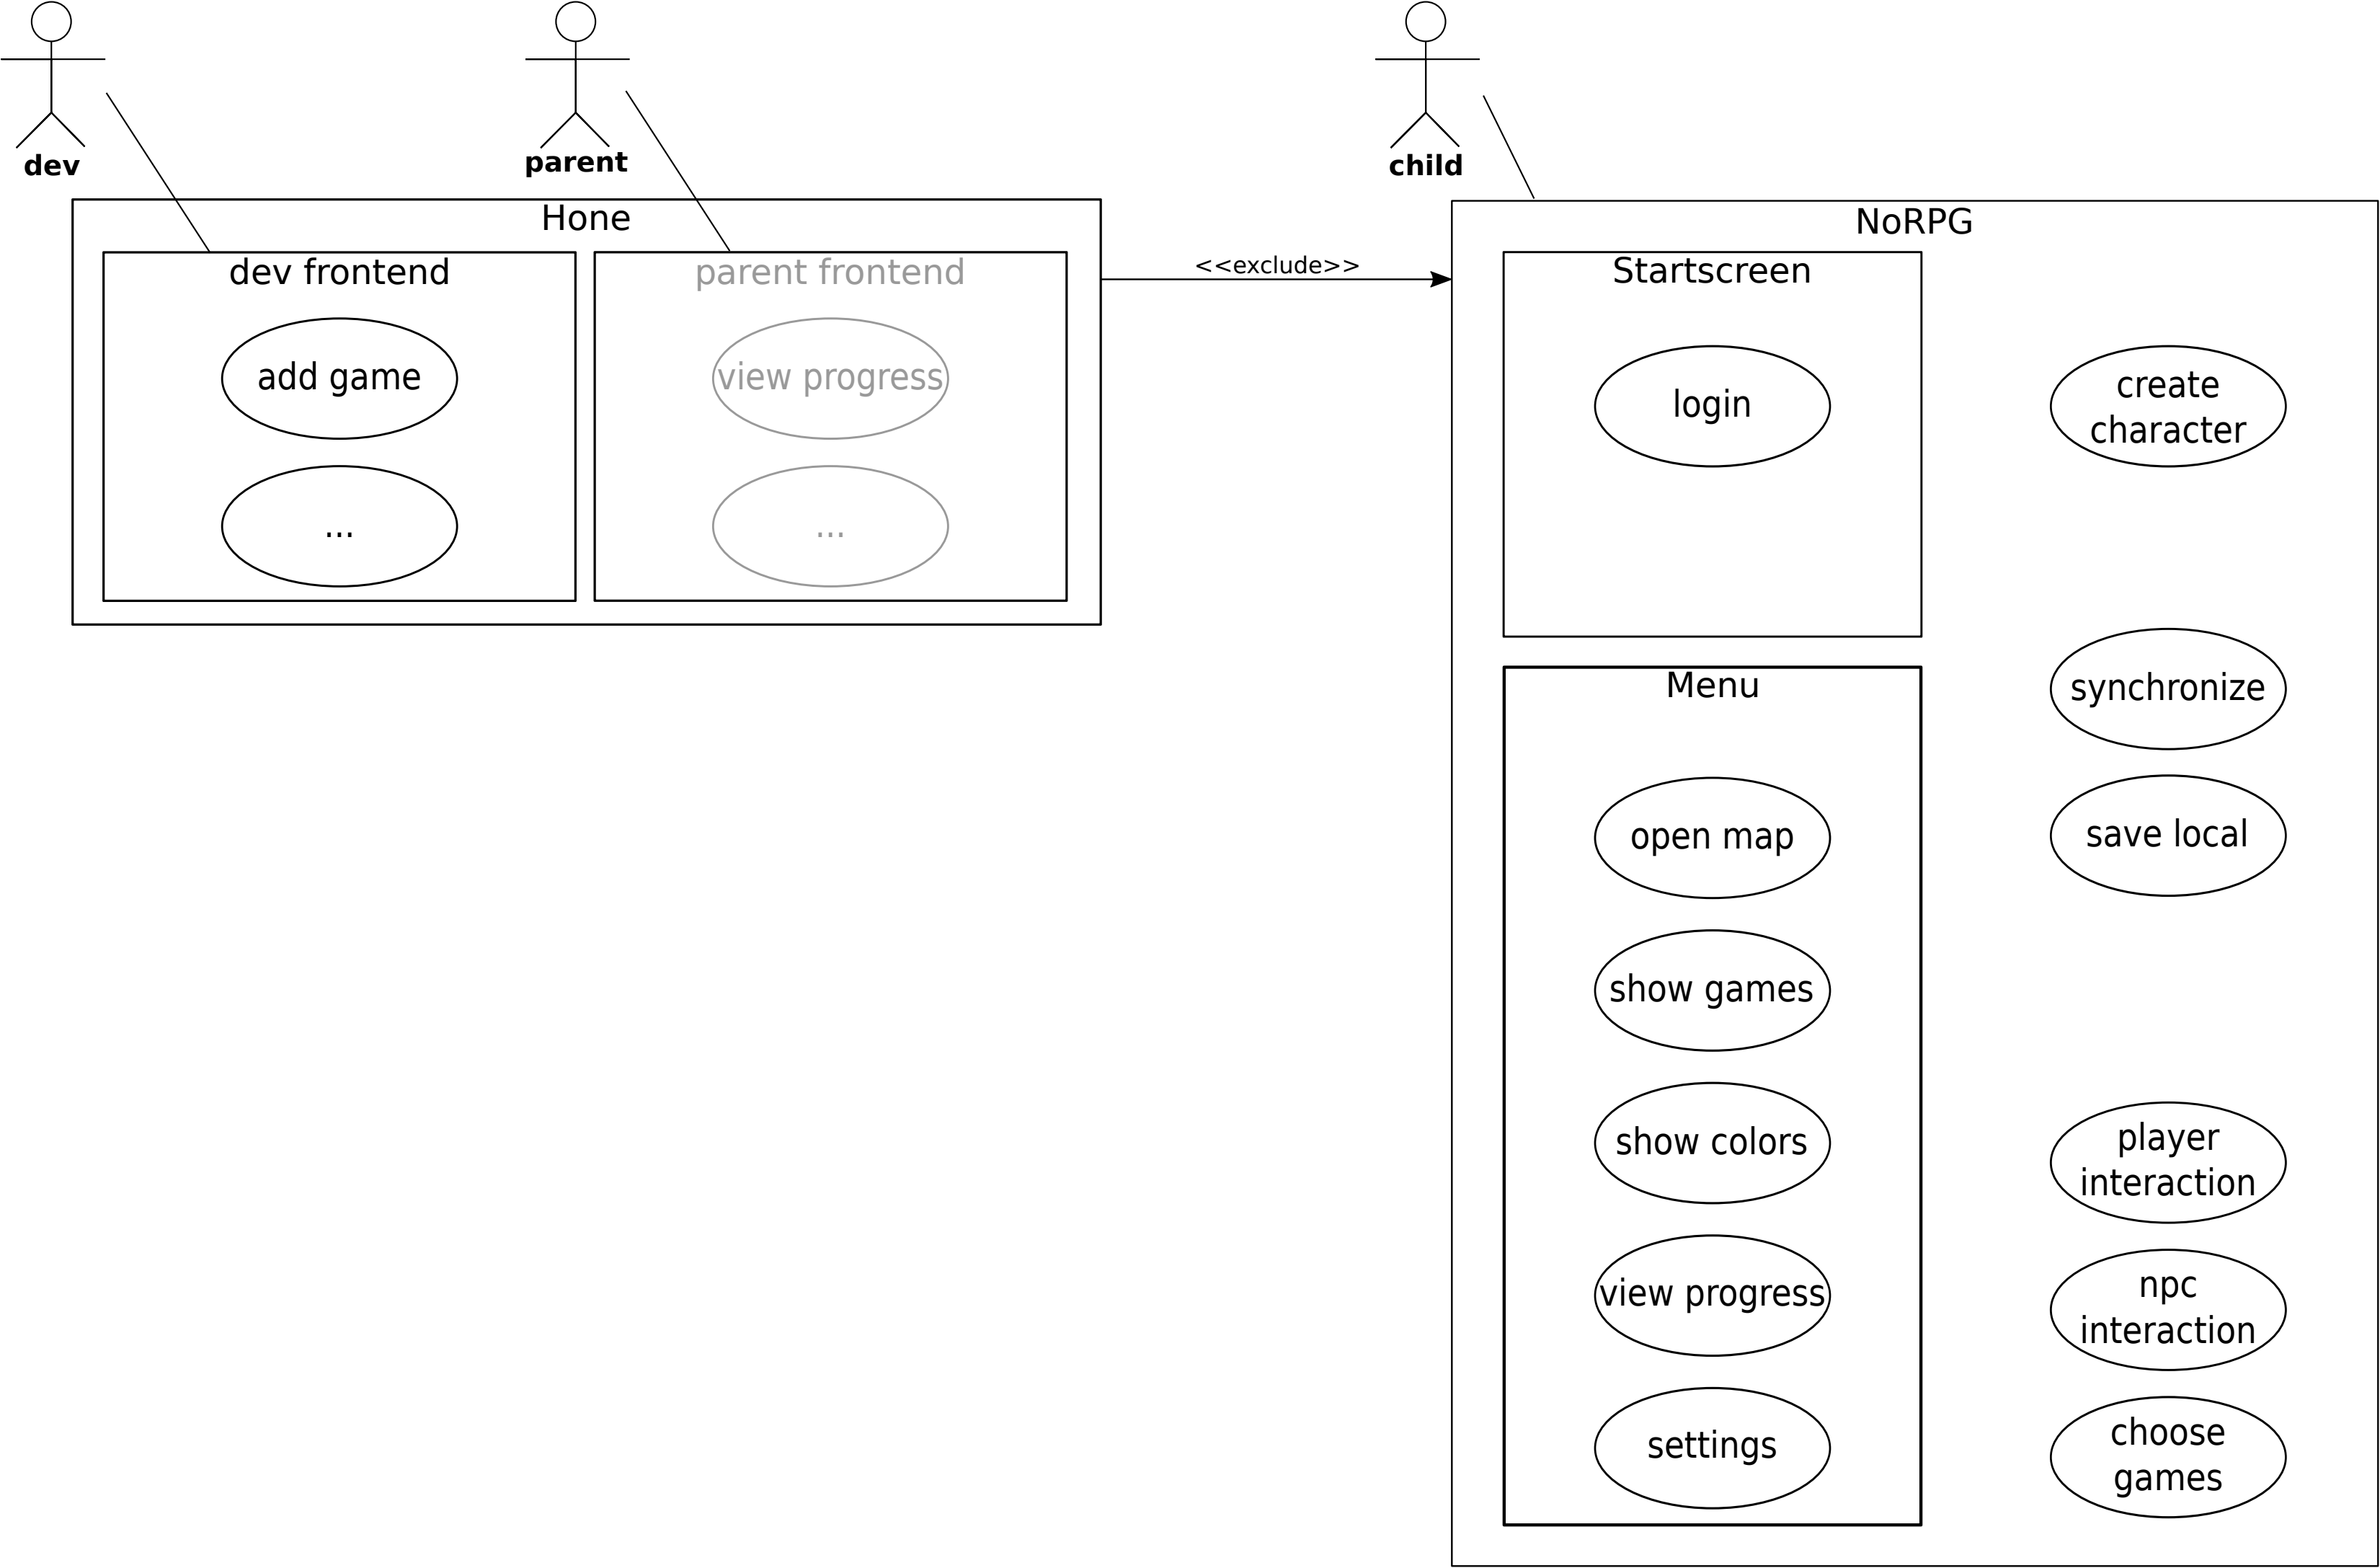 dev
parent
child
Hone
dev frontend
add game
...
parent frontend
view progress
...
<<exclude>>
NoRPG
Startscreen
login
create
character
synchronize
save local
Menu
open map
show games
show colors
view progress
settings
player
interaction
npc
interaction
choose
games